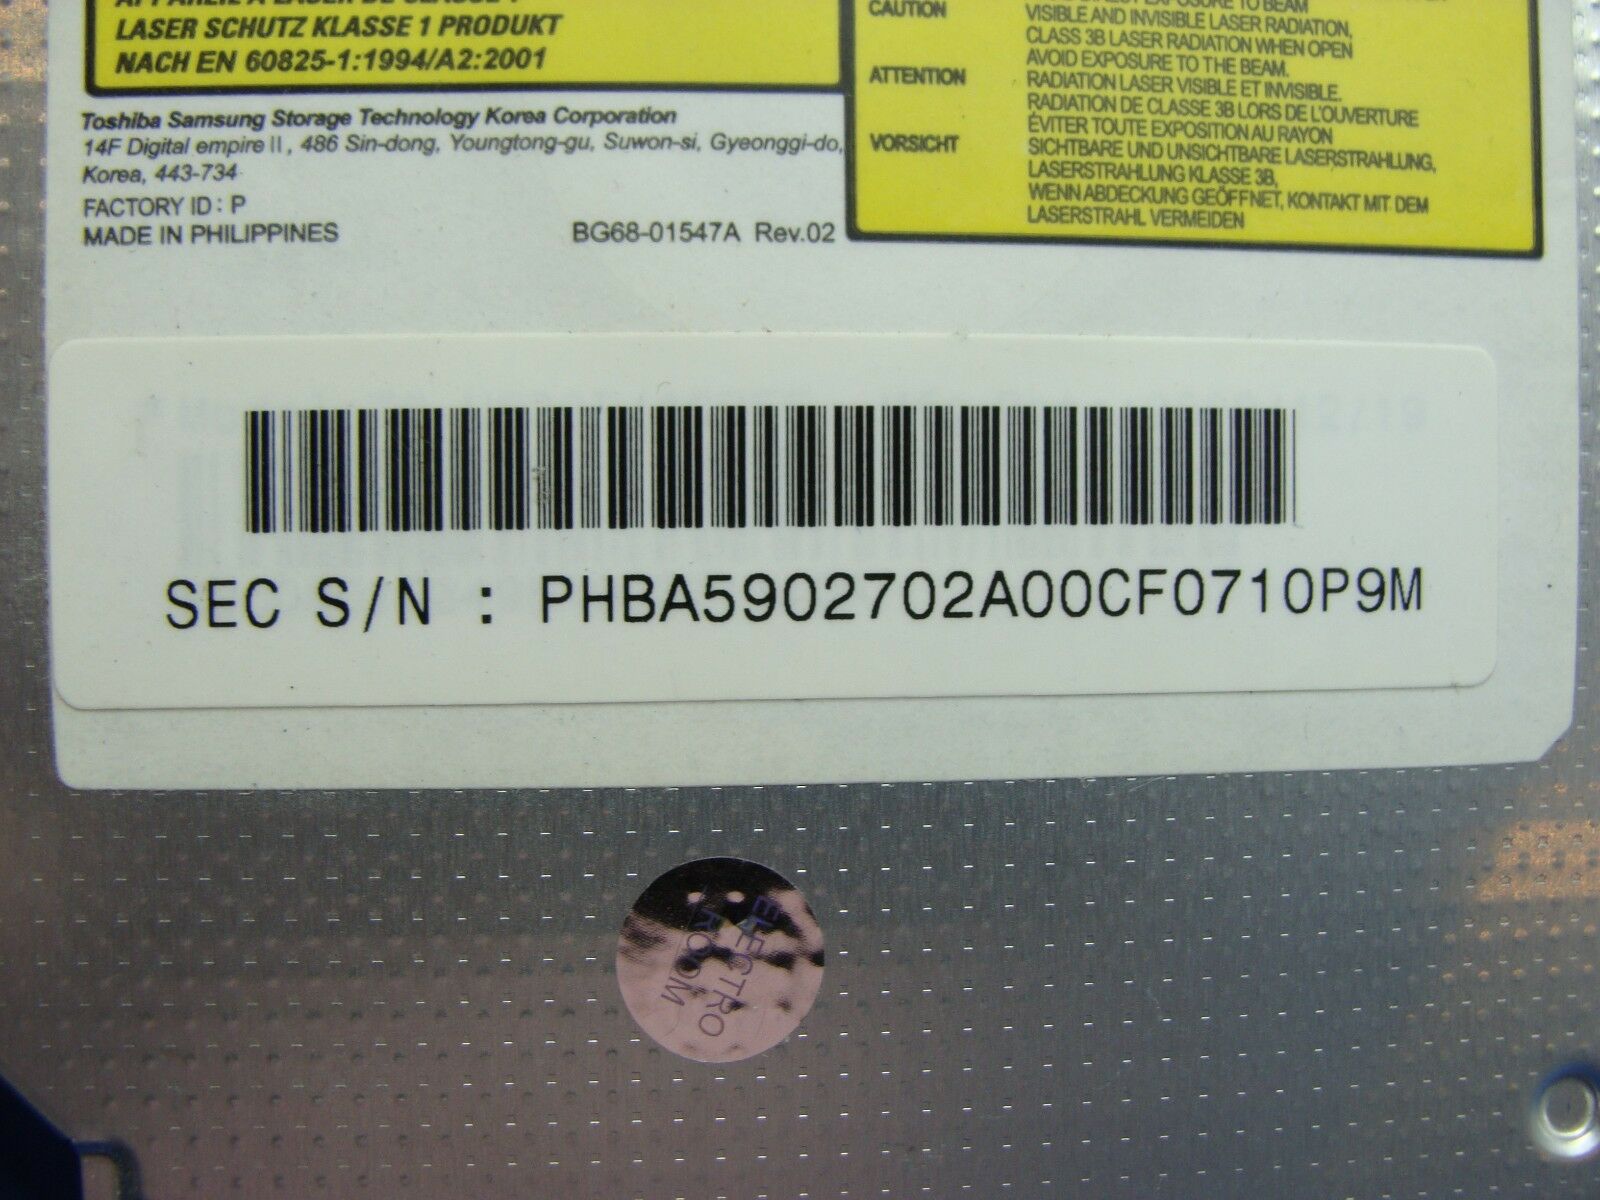 LASER SCHUTZ KLASSE 1 PRODUKT
NACH EN 60825-1:1994/A2:2001
Toshiba Samsung Storage Technology Korea Corporation
14F Digital empire II, 486 Sin-dong, Youngtong-gu, Suwon-si, Gyeonggi-do,
Korea, 443-734
FACTORY ID : P
MADE IN PHILIPPINES
BG68-01547A Rev.02
CAUTION
VISIBLE AND INVISIBLE LASER RADIATION,
CLASS 3B LASER RADIATION WHEN OPEN
AVOID EXPOSURE TO THE BEAM.
ATTENTION
RADIATION LASER VISIBLE ET INVISIBLE.
RADIATION DE CLASSE 3B LORS DE L'OUVERTURE
ÉVITER TOUTE EXPOSITION AU RAYON
VORSICHT
SICHTBARE UND UNSICHTBARE LASERSTRAHLUNG,
LASERSTRAHLUNG KLASSE 3B,
WENN ABDECKUNG GEÖFFNET, KONTAKT MIT DEM
LASERSTRAHL VERMEIDEN
SEC S/N : PHBA5902702A00CF0710P9M
ELECTRO
ROOM